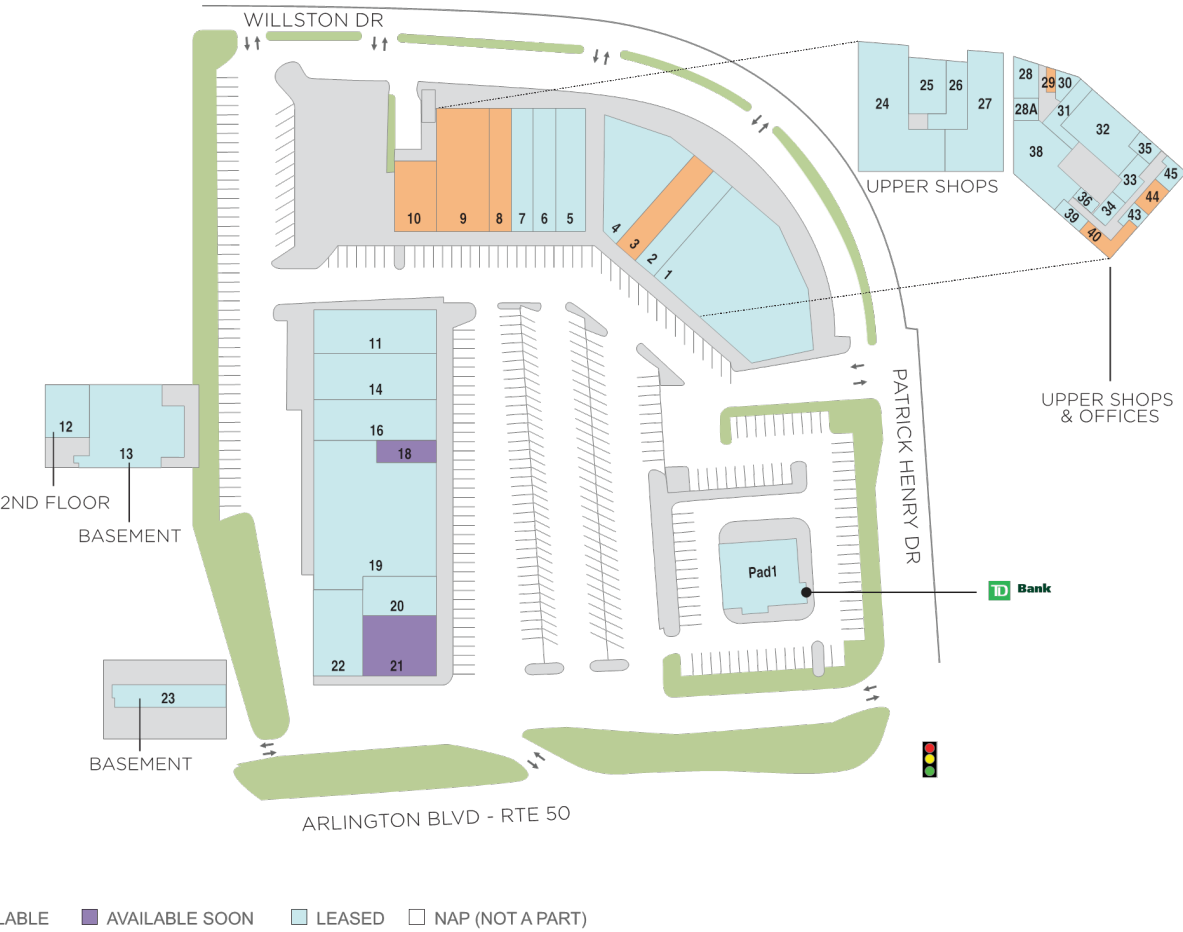 WILLSTON DR
24
25
26
27
UPPER SHOPS
28
29
30
28A
31
32
38
35
45
33
44
36
34
43
39
40
UPPER SHOPS
& OFFICES
10
9
8
7
6
5
4
3
2
1
PATRICK HENRY DR
11
14
16
18
19
20
22
21
12
13
2ND FLOOR
BASEMENT
Pad1
TD Bank
23
BASEMENT
ARLINGTON BLVD - RTE 50
LABLE
AVAILABLE SOON
LEASED
NAP (NOT A PART)